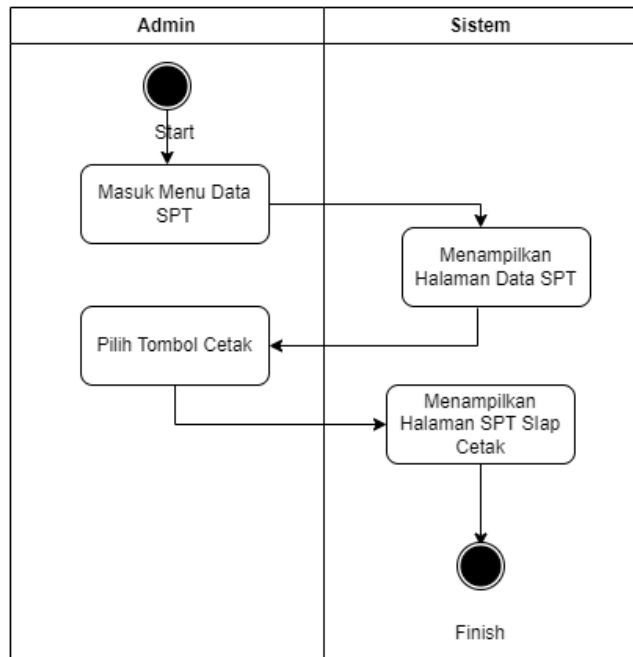 Admin
Sistem
Start
Masuk Menu Data
SPT
Menampilkan
Halaman Data SPT
Pilih Tombol Cetak
Menampilkan
Halaman SPT SIap
Cetak
Finish